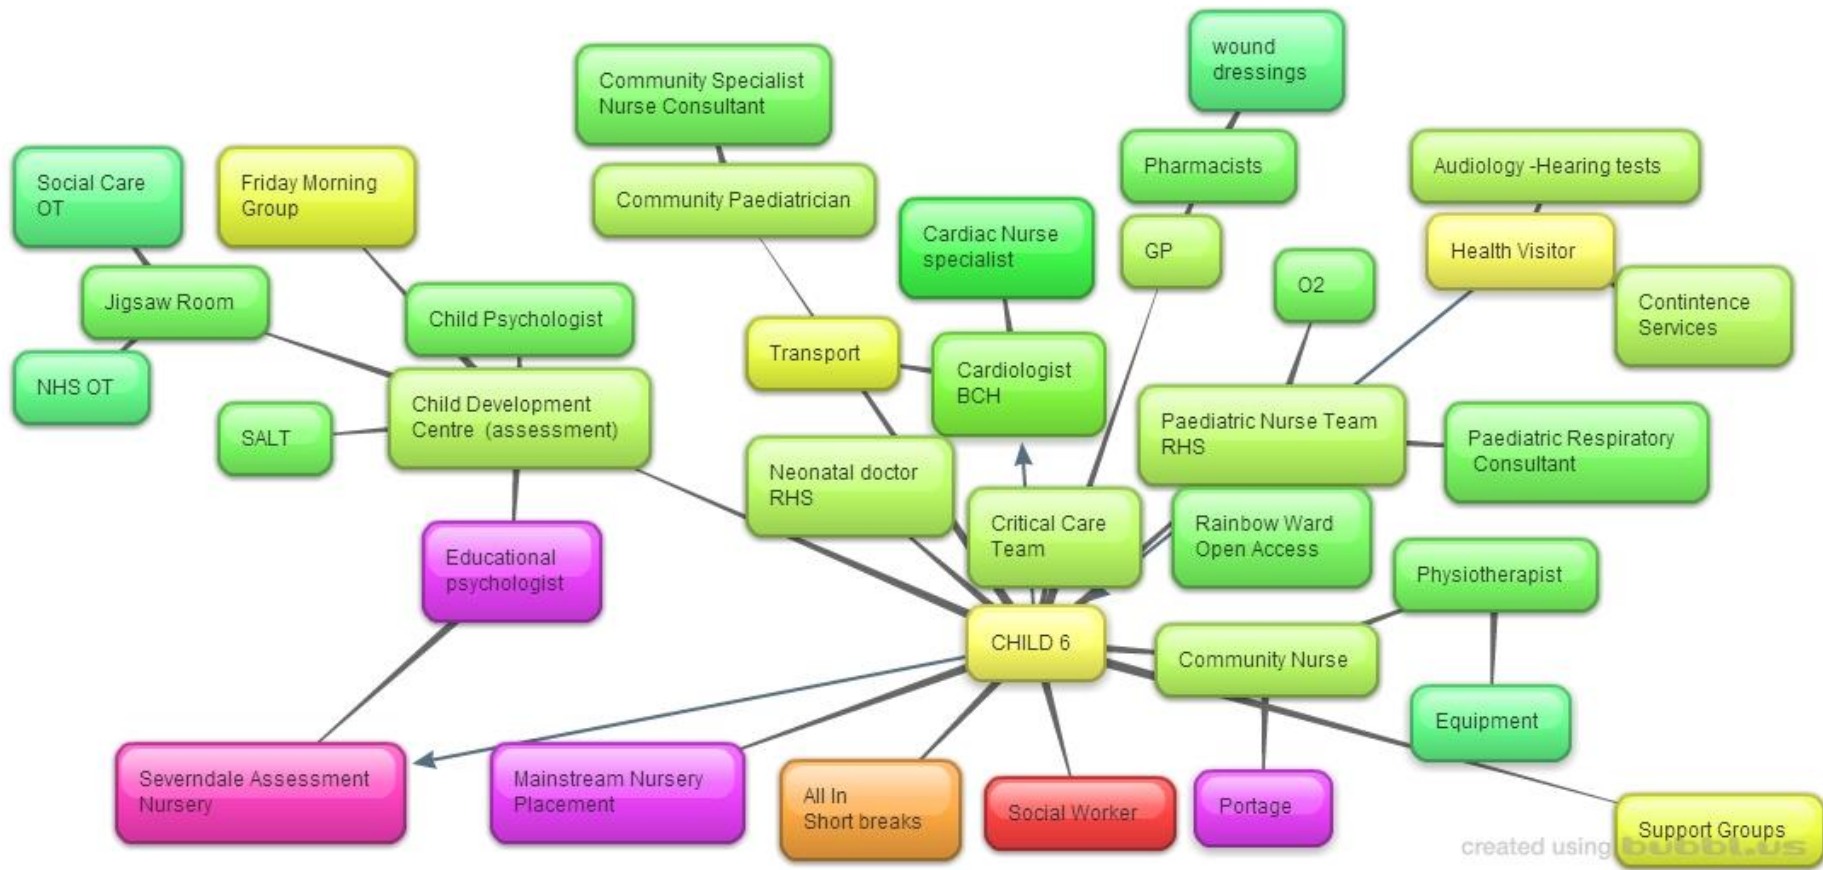 wound
dressings
Community Specialist
Nurse Consultant
Pharmacists
Audiology -Hearing tests
Social Care
OT
Friday Morning
Group
Community Paediatrician
Cardiac Nurse
specialist
GP
Health Visitor
O2
Jigsaw Room
Child Psychologist
Contintence
Services
Transport
Cardiologist
BCH
NHS OT
Child Development
Centre (assessment)
SALT
Paediatric Nurse Team
RHS
Paediatric Respiratory
Consultant
Neonatal doctor
RHS
Critical Care
Team
Rainbow Ward
Open Access
Educational
psychologist
Physiotherapist
CHILD 6
Community Nurse
Equipment
Severndale Assessment
Nursery
Mainstream Nursery
Placement
All In
Short breaks
Social Worker
Portage
Support Groups
created using bubbl.us